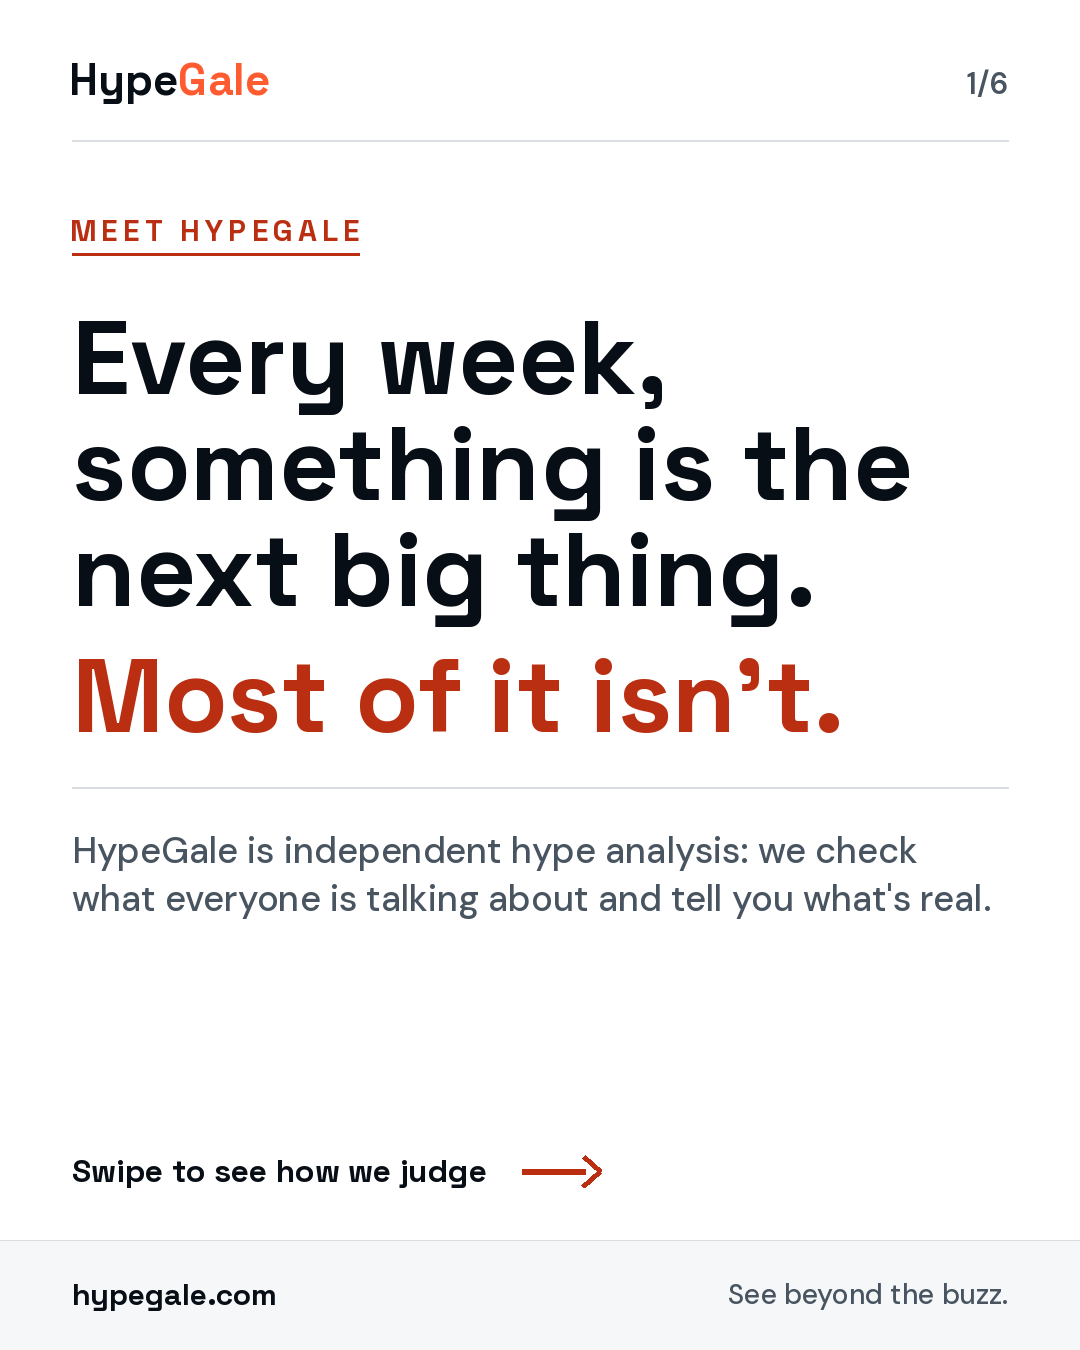 HypeGale
1/6
MEET HYPEGALE
Every week,
something is the
next big thing.
Most of it isn’t.
HypeGale is independent hype analysis: we check
what everyone is talking about and tell you what's real.
Swipe to see how we judge
hypegale.com
See beyond the buzz.